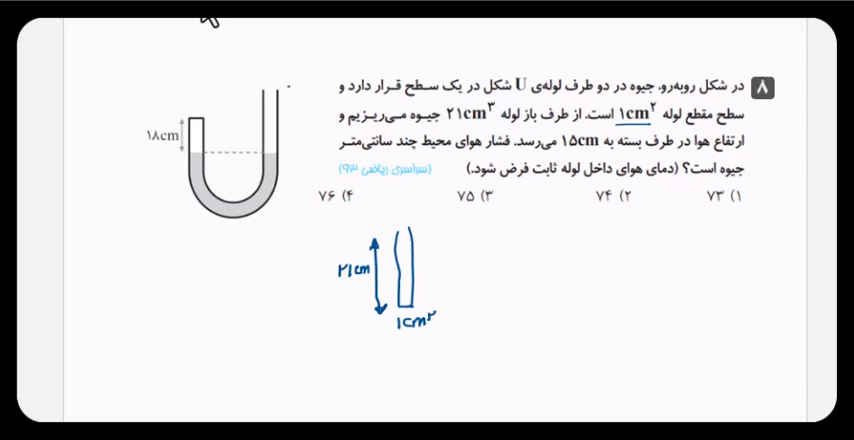 ۸ در شکل روبه‌رو، جیوه در دو طرف لوله‌ی U شکل در یک سطح قرار دارد و
سطح مقطع لوله ۱cm² است. از طرف باز لوله ۲۱cm³ جیوه می‌ریزیم و
ارتفاع هوا در طرف بسته به ۱۵cm می‌رسد. فشار هوای محیط چند سانتی‌متر
جیوه است؟ (دمای هوای داخل لوله ثابت فرض شود.) (سراسری ریاضی ۹۳)
۱) ۷۳ ۲) ۷۴ ۳) ۷۵ ۴) ۷۶
۱۸cm
۲۱cm
۱cm²